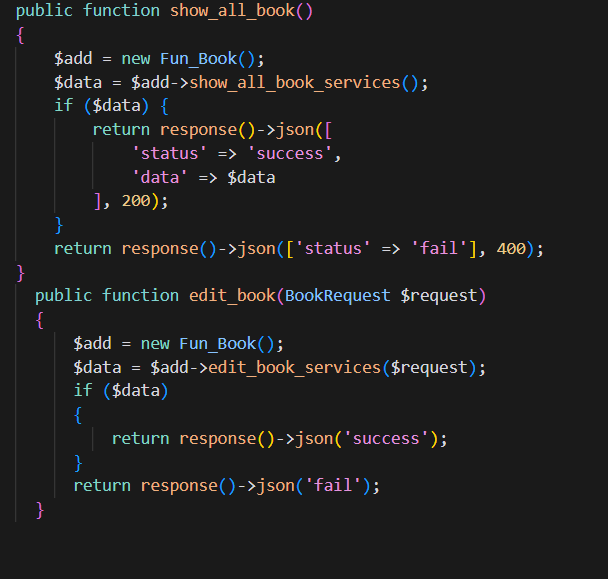 public function show_all_book()
{
$add = new Fun_Book();
$data = $add->show_all_book_services();
if ($data) {
return response()->json([
'status' => 'success',
'data' => $data
], 200);
}
return response()->json(['status' => 'fail'], 400);
}
public function edit_book(BookRequest $request)
{
$add = new Fun_Book();
$data = $add->edit_book_services($request);
if ($data)
{
return response()->json('success');
}
return response()->json('fail');
}